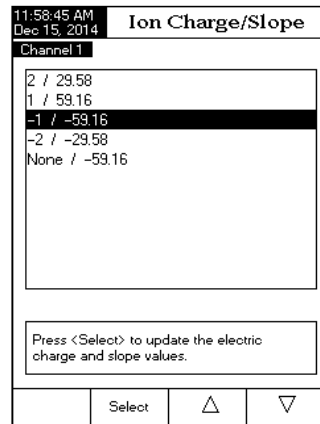 11:58:45 AM
Dec 15, 2014
Ion Charge/Slope
Channel 1
2 / 29.58
1 / 59.16
-1 / -59.16
-2 / -29.58
None / -59.16
Press <Select> to update the electric
charge and slope values.
Select